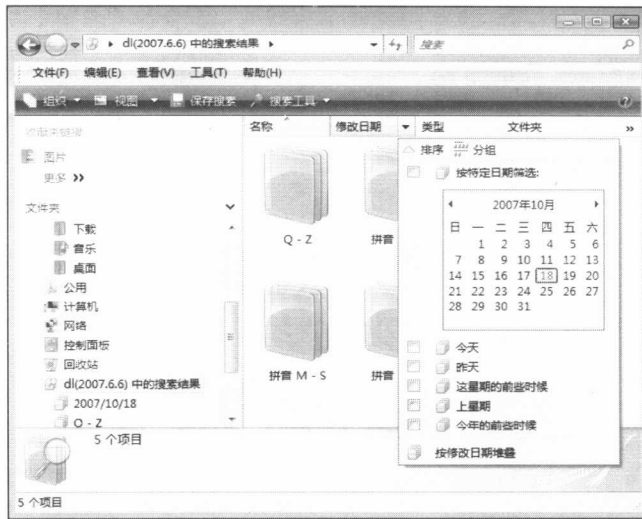 dl(2007.6.6) 中的搜索结果
搜索
文件(F) 编辑(E) 查看(V) 工具(T) 帮助(H)
组织 视图 保存搜索 搜索工具
收藏夹链接
图片
更多 >>
文件夹
下载
音乐
桌面
公用
计算机
网络
控制面板
回收站
dl(2007.6.6) 中的搜索结果
2007/10/18
Q - Z
名称 修改日期 类型 文件夹 »
Q - Z
拼音
拼音 M - S
拼音
排序 分组
按特定日期筛选:
2007年10月
日 一 二 三 四 五 六
1 2 3 4 5 6
7 8 9 10 11 12 13
14 15 16 17 18 19 20
21 22 23 24 25 26 27
28 29 30 31
今天
昨天
这星期的前些时候
上星期
今年的前些时候
按修改日期堆叠
5 个项目
5 个项目